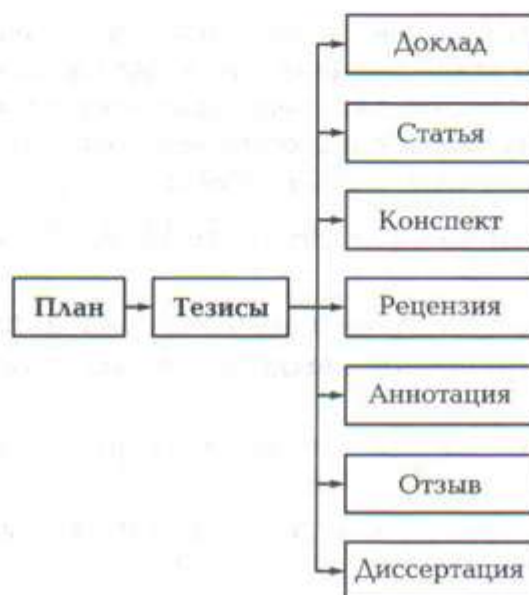 Доклад
Статья
Конспект
План
Тезисы
Рецензия
Аннотация
Отзыв
Диссертация